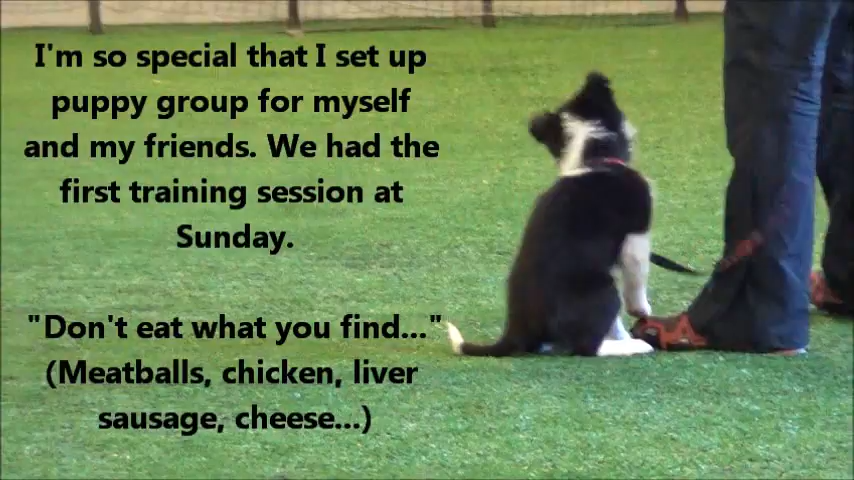 I'm so special that I set up
puppy group for myself
and my friends. We had the
first training session at
Sunday.
"Don't eat what you find..."
(Meatballs, chicken, liver
sausage, cheese...)